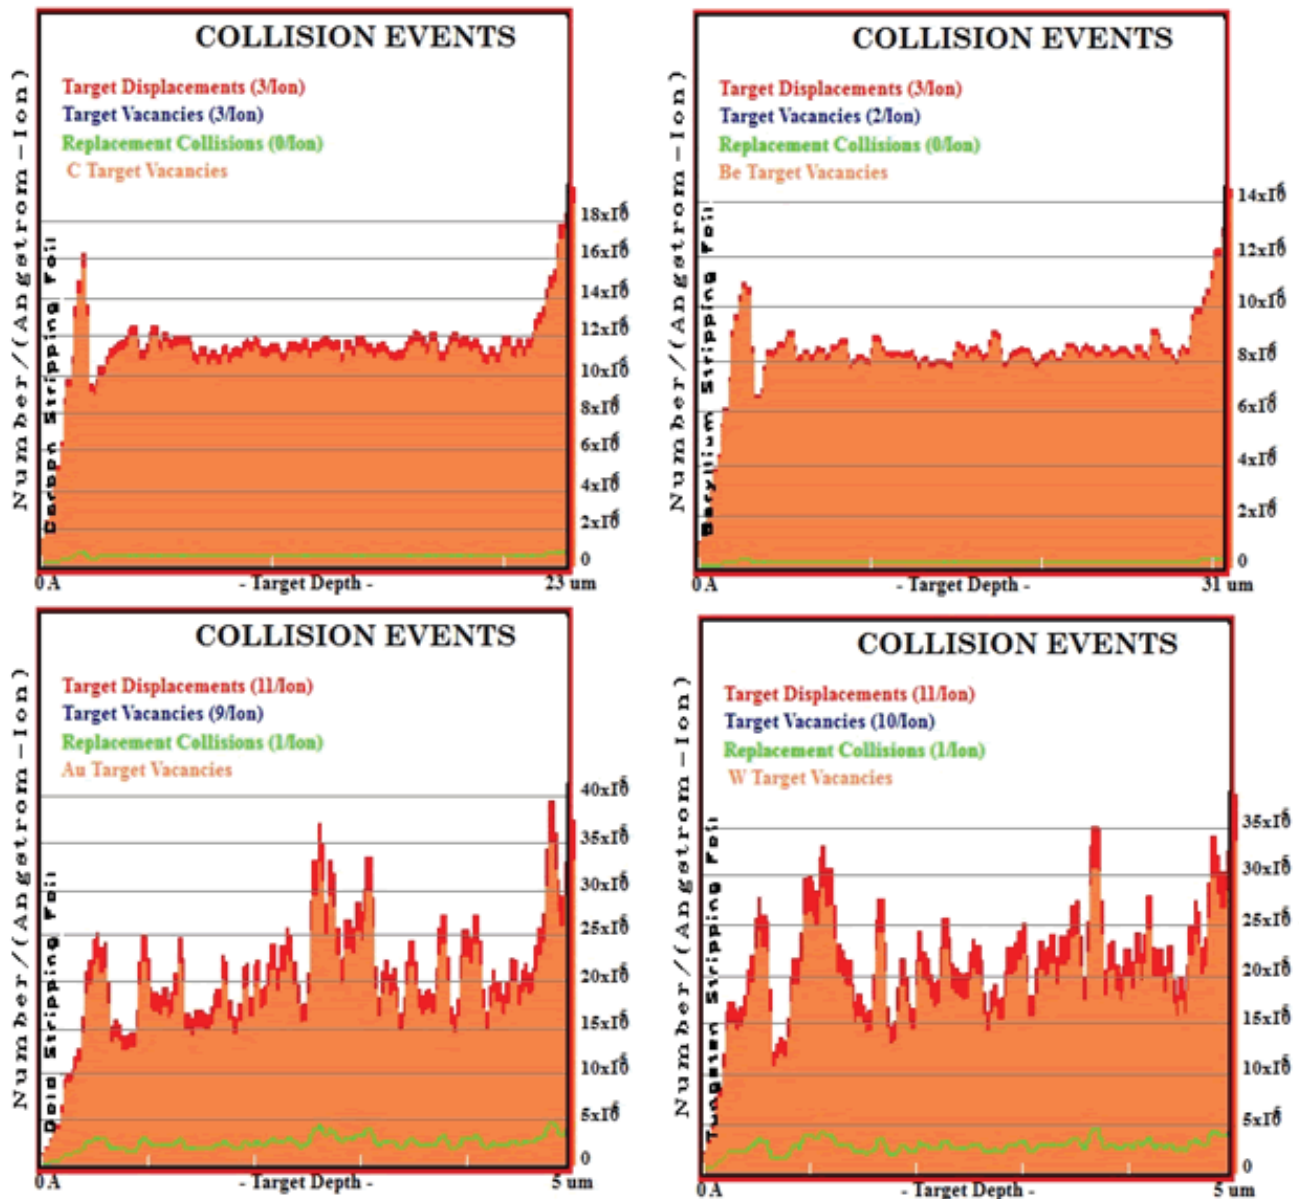 COLLISION EVENTS
Target Displacements (3/Ion)
Target Vacancies (3/Ion)
Replacement Collisions (0/Ion)
C Target Vacancies
Number/(Angstrom-Ion)
Carbon Stripping Foil
18x10
16x10
14x10
12x10
10x10
8x10
6x10
4x10
2x10
0
0 A
- Target Depth -
23 um
COLLISION EVENTS
Target Displacements (3/Ion)
Target Vacancies (2/Ion)
Replacement Collisions (0/Ion)
Be Target Vacancies
Number/(Angstrom-Ion)
Beryllium Stripping Foil
14x10
12x10
10x10
8x10
6x10
4x10
2x10
0
0 A
- Target Depth -
31 um
COLLISION EVENTS
Target Displacements (11/Ion)
Target Vacancies (9/Ion)
Replacement Collisions (1/Ion)
Au Target Vacancies
Number/(Angstrom-Ion)
Gold Stripping Foil
40x10
35x10
30x10
25x10
20x10
15x10
10x10
5x10
0
0 A
- Target Depth -
5 um
COLLISION EVENTS
Target Displacements (11/Ion)
Target Vacancies (10/Ion)
Replacement Collisions (1/Ion)
W Target Vacancies
Number/(Angstrom-Ion)
Tungsten Stripping Foil
35x10
30x10
25x10
20x10
15x10
10x10
5x10
0
0 A
- Target Depth -
5 um